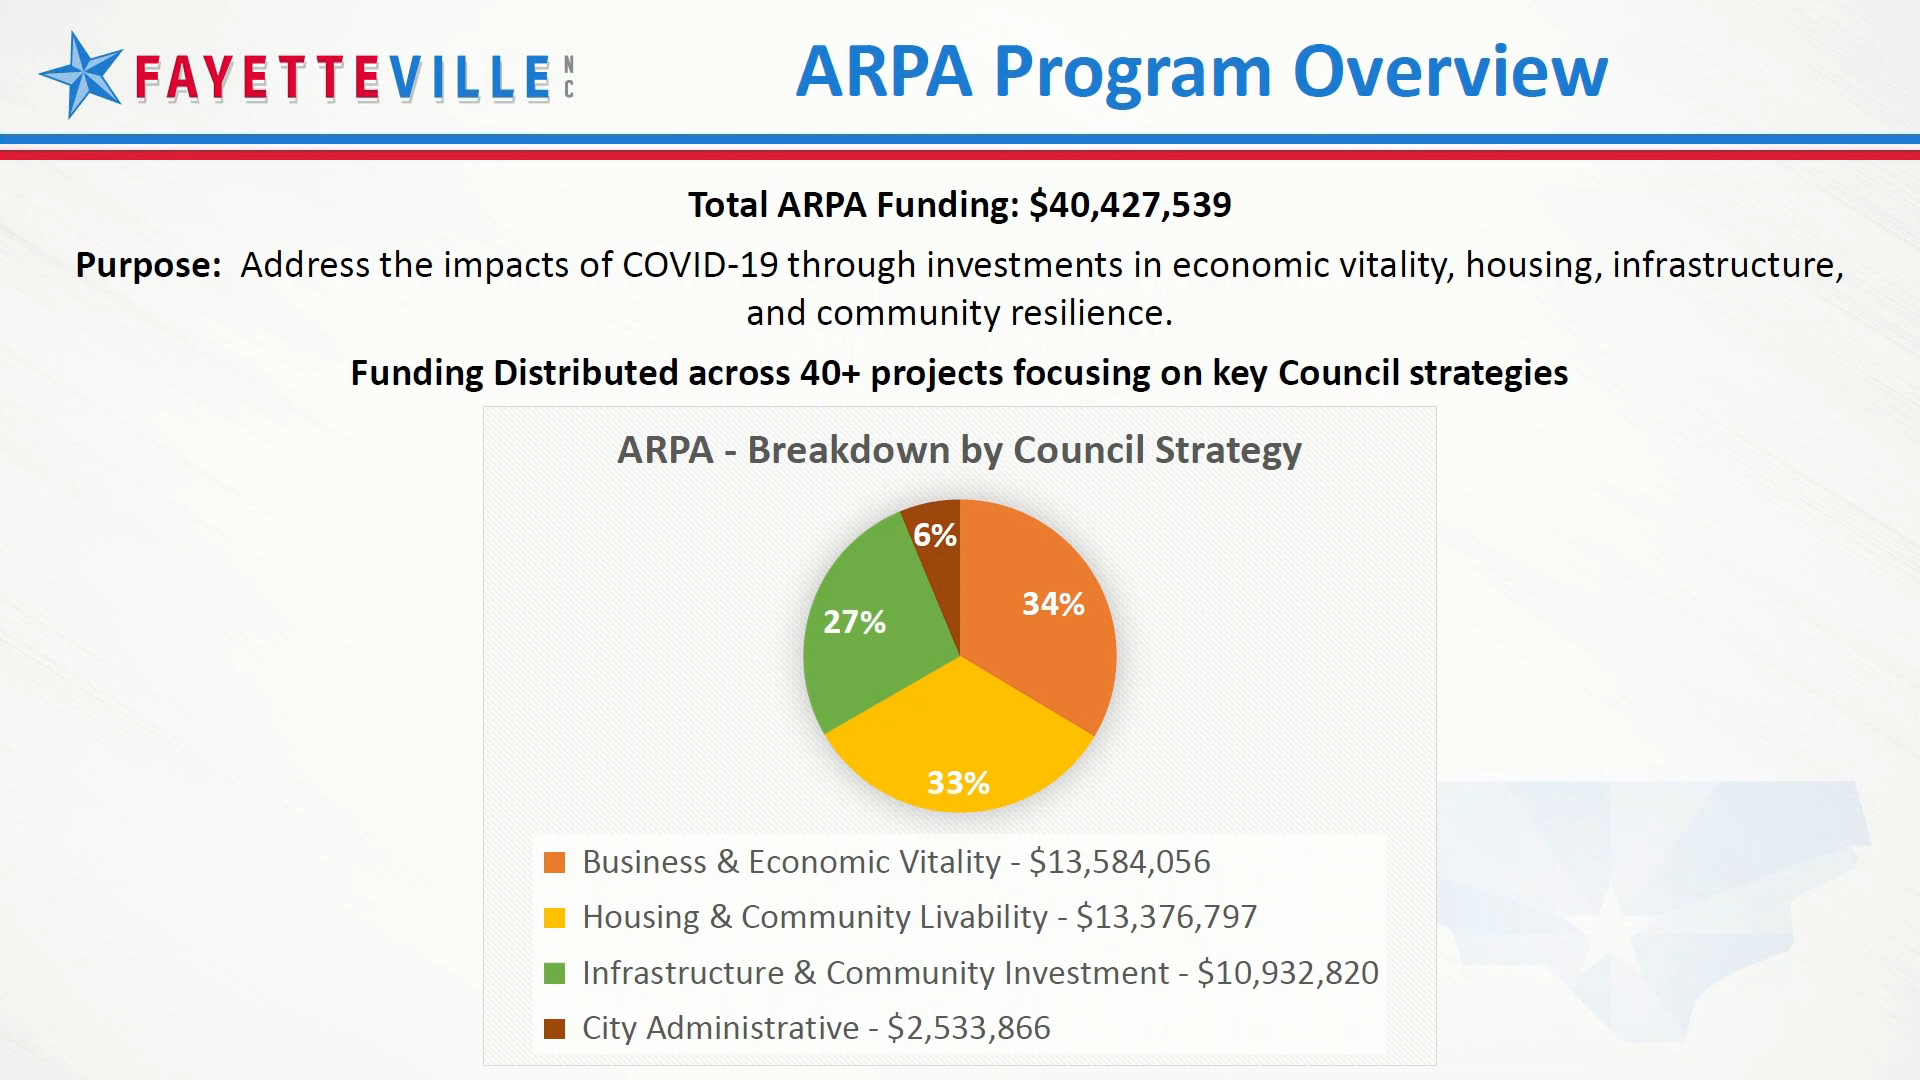 FAYETTEVILLE NC
ARPA Program Overview
Total ARPA Funding: $40,427,539
Purpose: Address the impacts of COVID-19 through investments in economic vitality, housing, infrastructure,
and community resilience.
Funding Distributed across 40+ projects focusing on key Council strategies
ARPA - Breakdown by Council Strategy
6%
34%
27%
33%
Business & Economic Vitality - $13,584,056
Housing & Community Livability - $13,376,797
Infrastructure & Community Investment - $10,932,820
City Administrative - $2,533,866